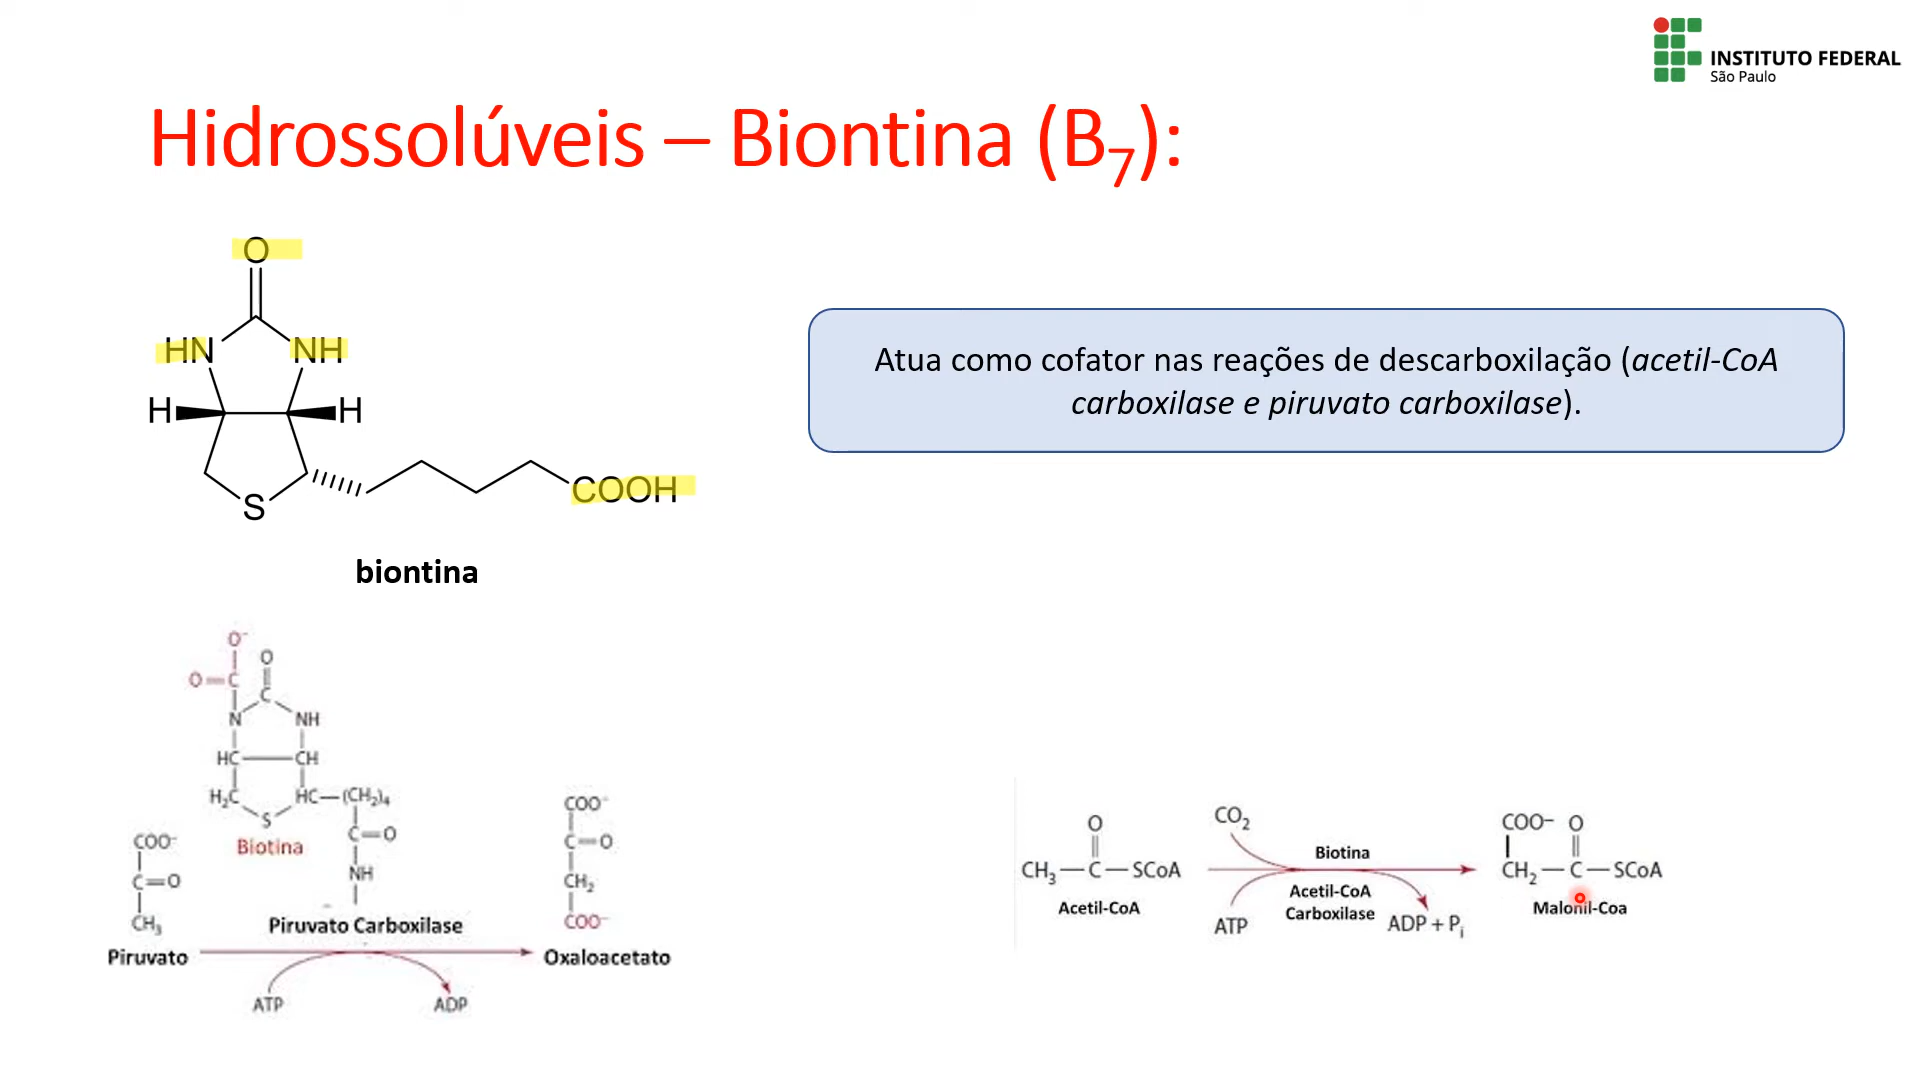 INSTITUTO FEDERAL
São Paulo
Hidrossolúveis – Biontina (B7):
O
HN NH
H H
S
COOH
biontina
Atua como cofator nas reações de descarboxilação (acetil-CoA
carboxilase e piruvato carboxilase).
O⁻
O
O=C
C
N NH
HC CH
H₂C HC—(CH₂)₄
S
Biotina
C=O
NH
COO⁻
C=O
CH₃
Piruvato
Piruvato Carboxilase
ATP ADP
COO⁻
C=O
CH₂
COO⁻
Oxaloacetato
O
CH₃—C—SCoA
Acetil-CoA
CO₂
Biotina
Acetil-CoA
Carboxilase
ATP
ADP + Pi
COO⁻ O
CH₂—C—SCoA
Malonil-Coa